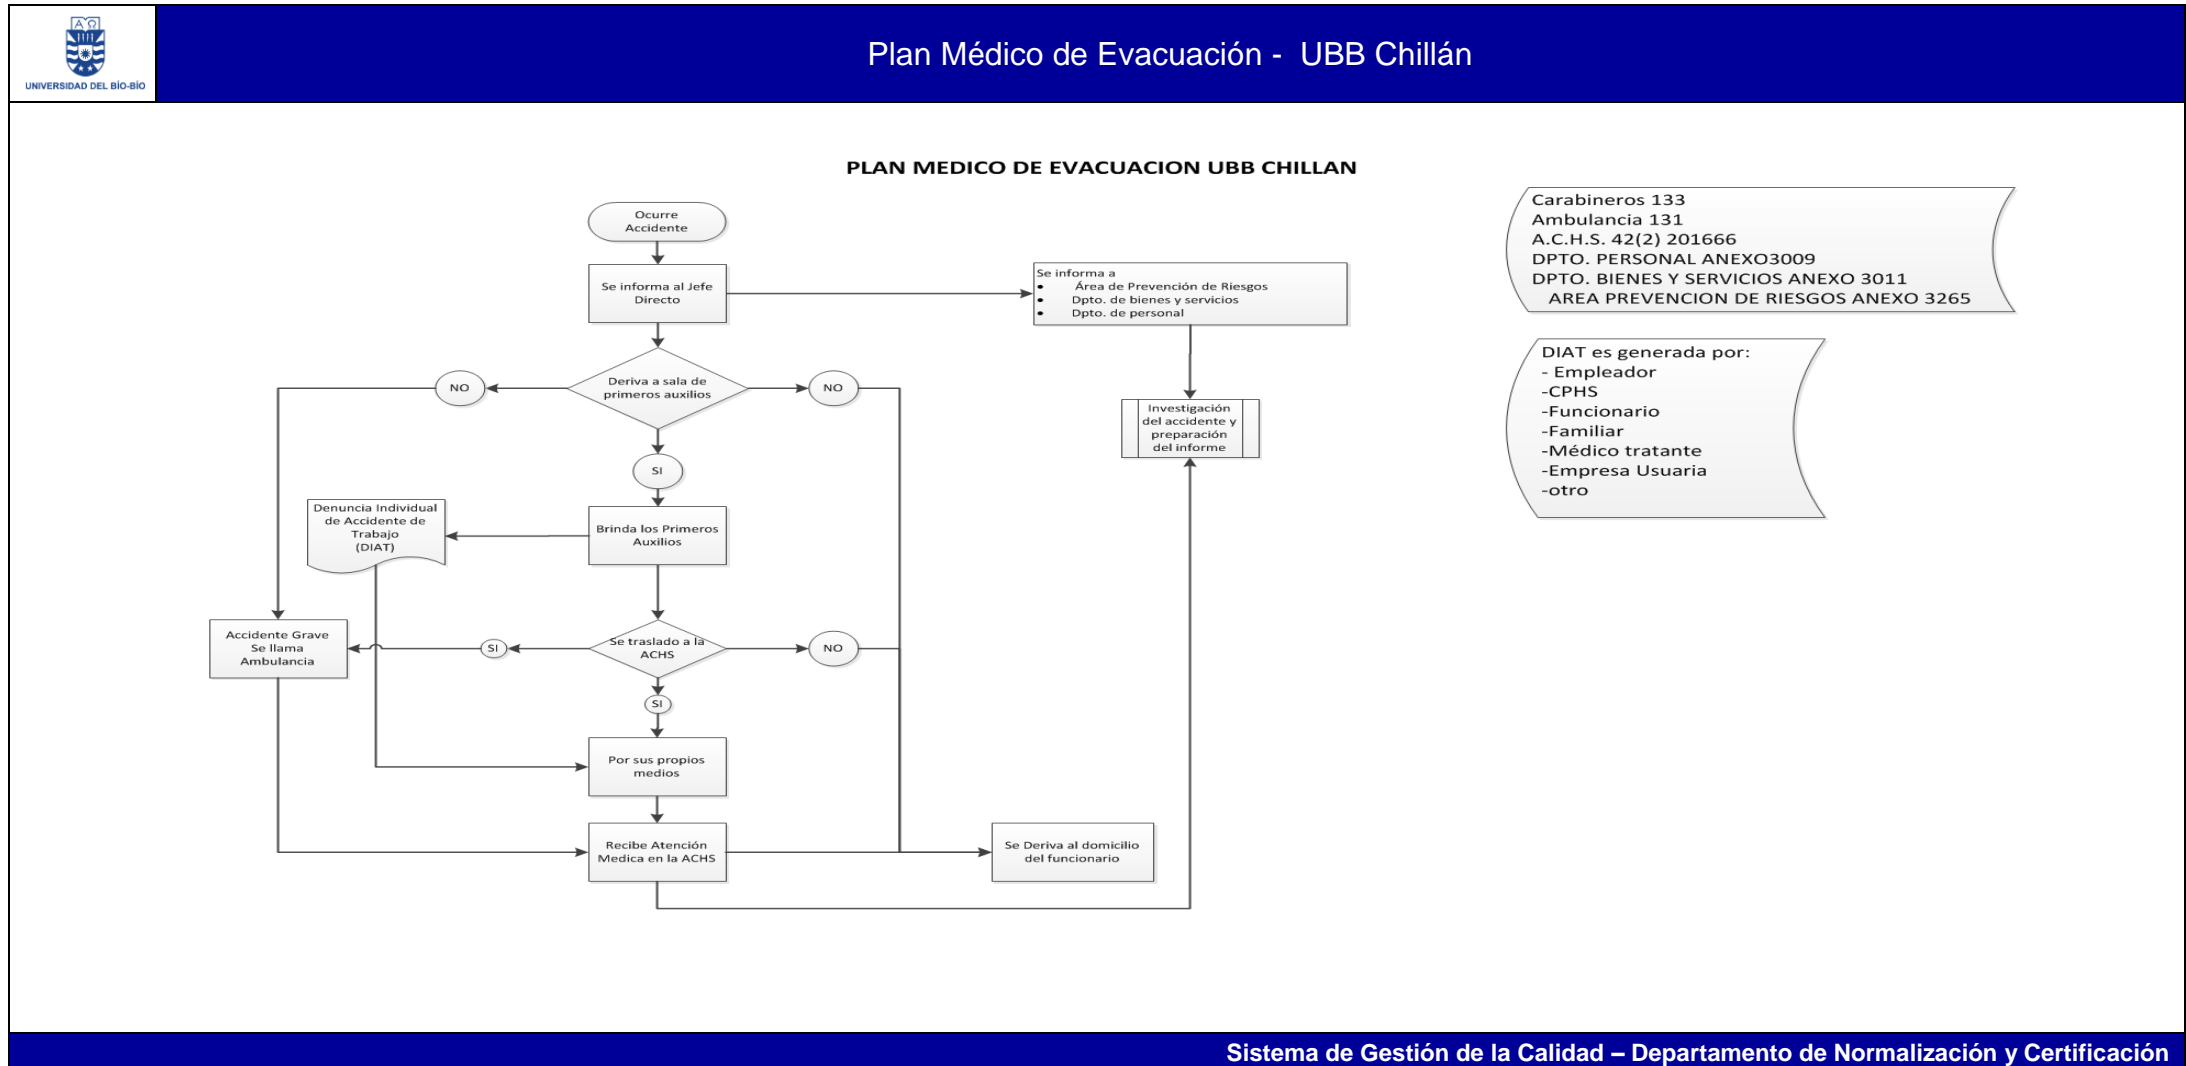 ΑΩ
UNIVERSIDAD DEL BÍO-BÍO
Plan Médico de Evacuación - UBB Chillán
PLAN MEDICO DE EVACUACION UBB CHILLAN
Ocurre
Accidente
Se informa al Jefe
Directo
Se informa a
• Área de Prevención de Riesgos
• Dpto. de bienes y servicios
• Dpto. de personal
Carabineros 133
Ambulancia 131
A.C.H.S. 42(2) 201666
DPTO. PERSONAL ANEXO3009
DPTO. BIENES Y SERVICIOS ANEXO 3011
AREA PREVENCION DE RIESGOS ANEXO 3265
DIAT es generada por:
- Empleador
-CPHS
-Funcionario
-Familiar
-Médico tratante
-Empresa Usuaria
-otro
NO
Deriva a sala de
primeros auxilios
NO
Investigación
del accidente y
preparación
del informe
SI
Denuncia Individual
de Accidente de
Trabajo
(DIAT)
Brinda los Primeros
Auxilios
Accidente Grave
Se llama
Ambulancia
SI
Se traslado a la
ACHS
NO
SI
Por sus propios
medios
Recibe Atención
Medica en la ACHS
Se Deriva al domicilio
del funcionario
Sistema de Gestión de la Calidad – Departamento de Normalización y Certificación